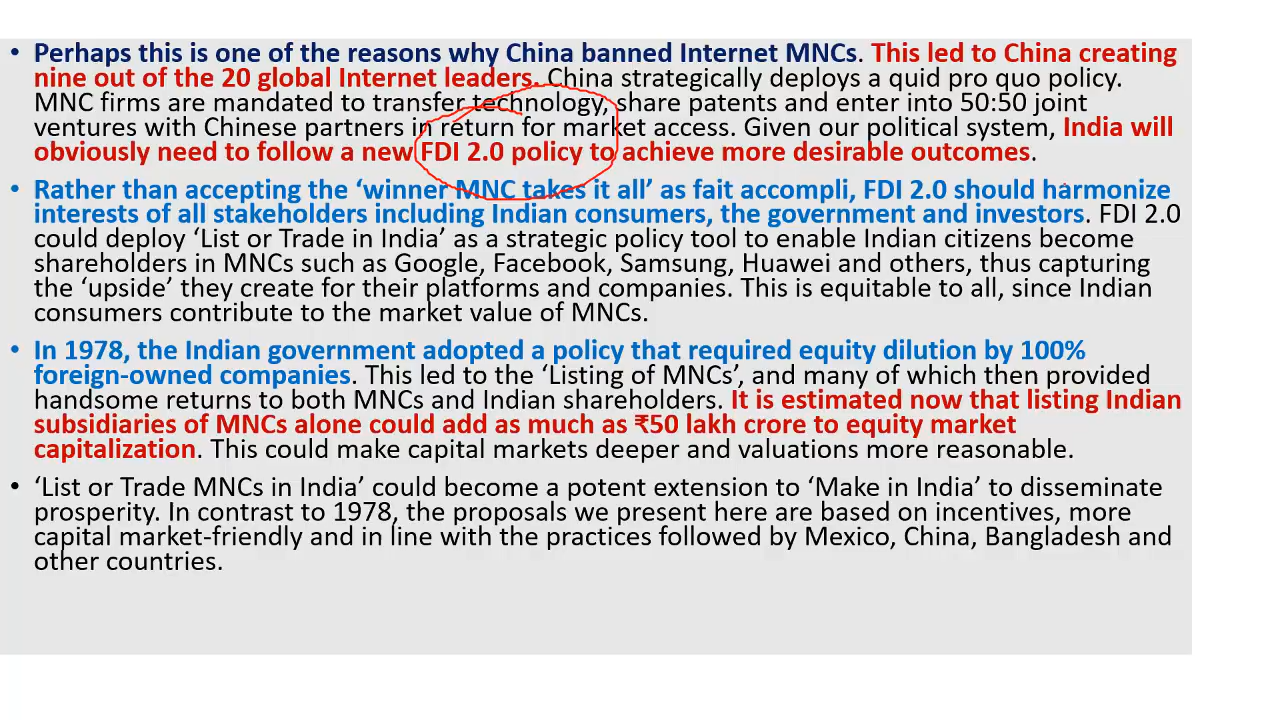 • Perhaps this is one of the reasons why China banned Internet MNCs. This led to China creating
nine out of the 20 global Internet leaders. China strategically deploys a quid pro quo policy.
MNC firms are mandated to transfer technology, share patents and enter into 50:50 joint
ventures with Chinese partners in return for market access. Given our political system, India will
obviously need to follow a new FDI 2.0 policy to achieve more desirable outcomes.
• Rather than accepting the ‘winner MNC takes it all’ as fait accompli, FDI 2.0 should harmonize
interests of all stakeholders including Indian consumers, the government and investors. FDI 2.0
could deploy ‘List or Trade in India’ as a strategic policy tool to enable Indian citizens become
shareholders in MNCs such as Google, Facebook, Samsung, Huawei and others, thus capturing
the ‘upside’ they create for their platforms and companies. This is equitable to all, since Indian
consumers contribute to the market value of MNCs.
• In 1978, the Indian government adopted a policy that required equity dilution by 100%
foreign-owned companies. This led to the ‘Listing of MNCs’, and many of which then provided
handsome returns to both MNCs and Indian shareholders. It is estimated now that listing Indian
subsidiaries of MNCs alone could add as much as ₹50 lakh crore to equity market
capitalization. This could make capital markets deeper and valuations more reasonable.
• ‘List or Trade MNCs in India’ could become a potent extension to ‘Make in India’ to disseminate
prosperity. In contrast to 1978, the proposals we present here are based on incentives, more
capital market-friendly and in line with the practices followed by Mexico, China, Bangladesh and
other countries.